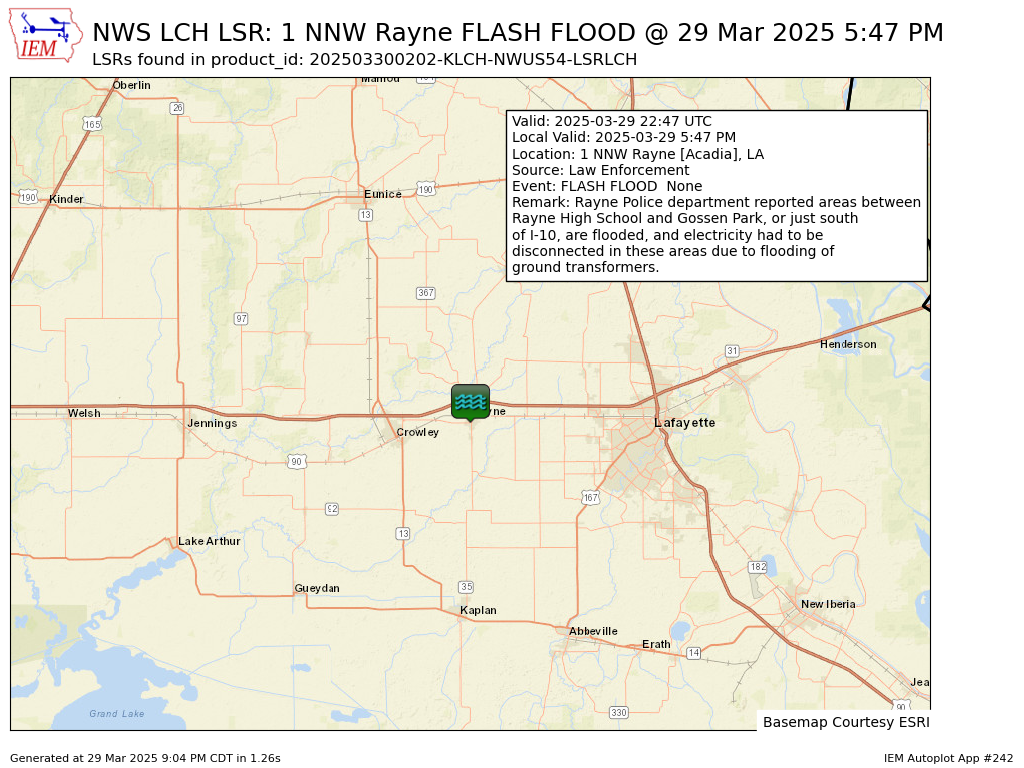 IEM
NWS LCH LSR: 1 NNW Rayne FLASH FLOOD @ 29 Mar 2025 5:47 PM
LSRs found in product_id: 202503300202-KLCH-NWUS54-LSRLCH
Oberlin
Mamou
26
165
Valid: 2025-03-29 22:47 UTC
Local Valid: 2025-03-29 5:47 PM
Location: 1 NNW Rayne [Acadia], LA
Source: Law Enforcement
Event: FLASH FLOOD  None
Remark: Rayne Police department reported areas between
Rayne High School and Gossen Park, or just south
of I-10, are flooded, and electricity had to be
disconnected in these areas due to flooding of
ground transformers.
190
Kinder
Eunice
190
13
367
97
Henderson
31
Welsh
Jennings
Crowley
yne
Lafayette
90
167
92
13
Lake Arthur
182
Gueydan
35
Kaplan
New Iberia
Abbeville
Erath
14
Jea
90
Grand Lake
330
Basemap Courtesy ESRI
Generated at 29 Mar 2025 9:04 PM CDT in 1.26s
IEM Autoplot App #242